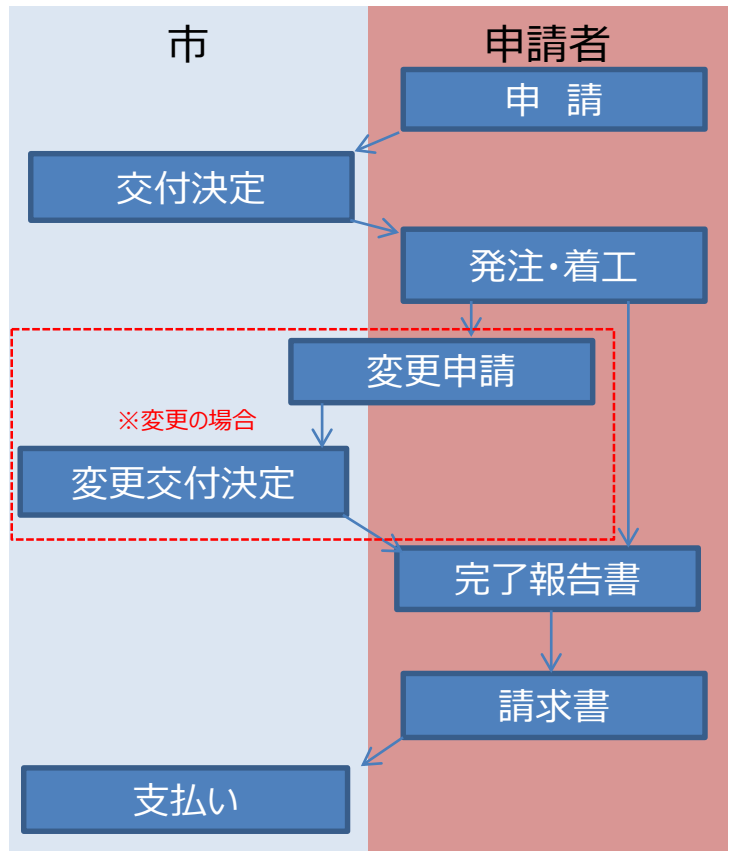 市
申請者
申　請
交付決定
発注・着工
変更申請
※変更の場合
変更交付決定
完了報告書
請求書
支払い